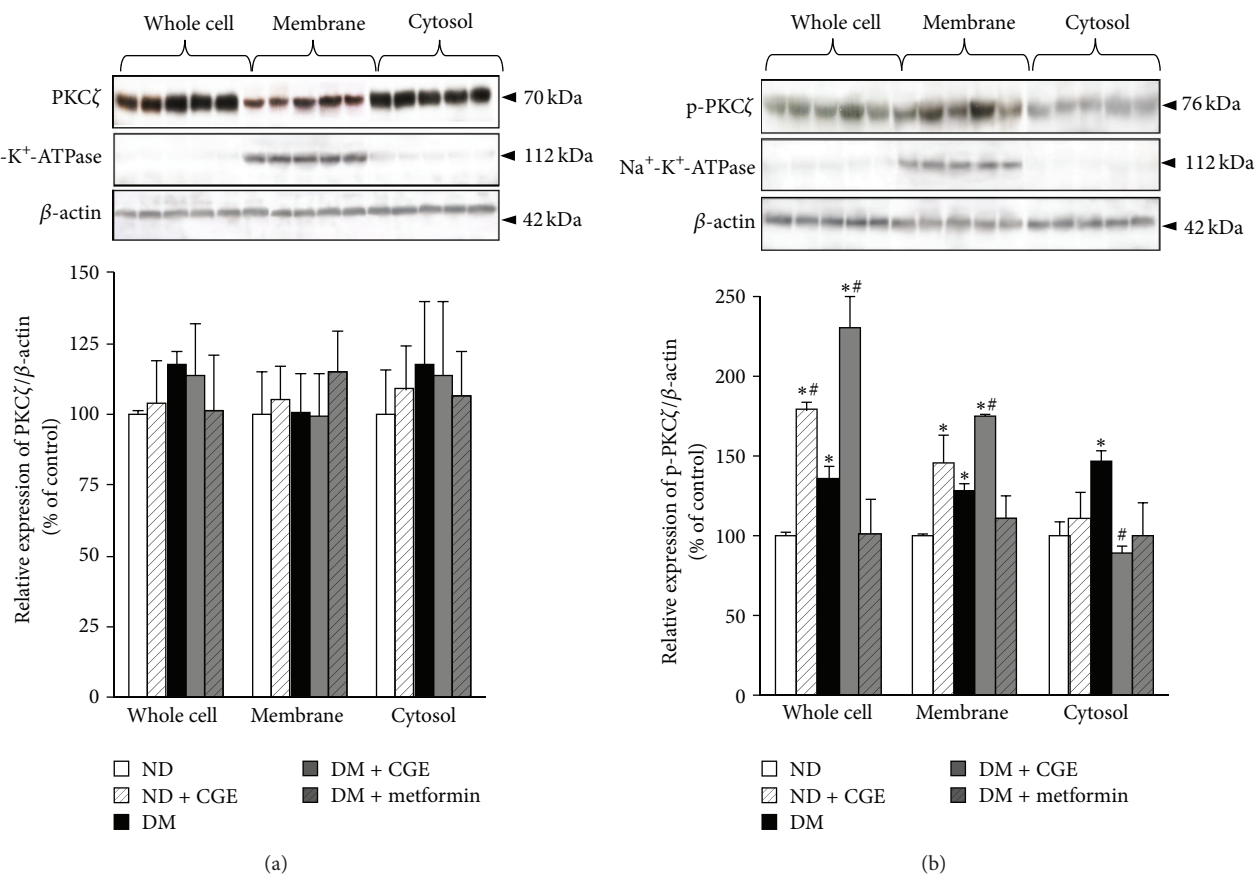 Whole cell Membrane Cytosol
PKCζ 70 kDa
-K⁺-ATPase 112 kDa
β-actin 42 kDa
Relative expression of PKCζ/β-actin
(% of control)
150
125
100
75
50
25
0
Whole cell Membrane Cytosol
ND DM + CGE
ND + CGE DM + metformin
DM
(a)
Whole cell Membrane Cytosol
p-PKCζ 76 kDa
Na⁺-K⁺-ATPase 112 kDa
β-actin 42 kDa
Relative expression of p-PKCζ/β-actin
(% of control)
250
200
150
100
50
0
*# * *#
* * *#
* #
Whole cell Membrane Cytosol
ND DM + CGE
ND + CGE DM + metformin
DM
(b)